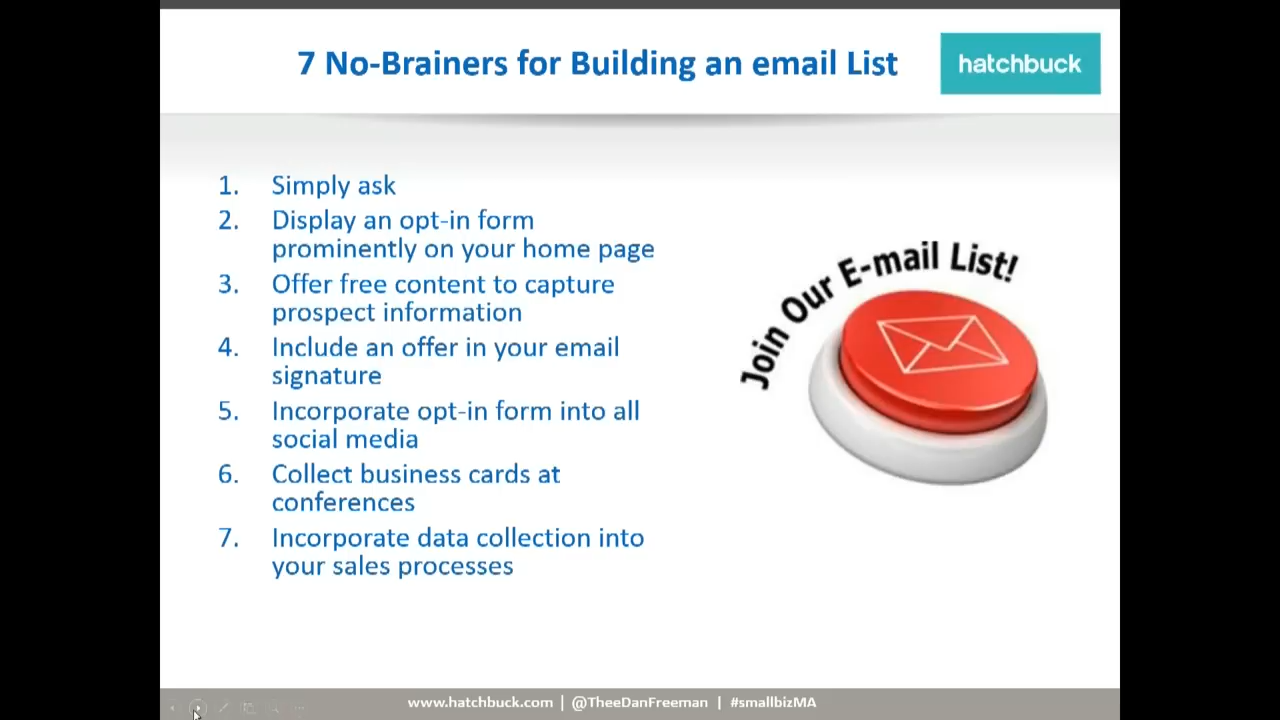 7 No-Brainers for Building an email List
hatchbuck
1. Simply ask
2. Display an opt-in form
prominently on your home page
3. Offer free content to capture
prospect information
4. Include an offer in your email
signature
5. Incorporate opt-in form into all
social media
6. Collect business cards at
conferences
7. Incorporate data collection into
your sales processes
Join Our E-mail List!
www.hatchbuck.com | @TheeDanFreeman | #smallbizMA